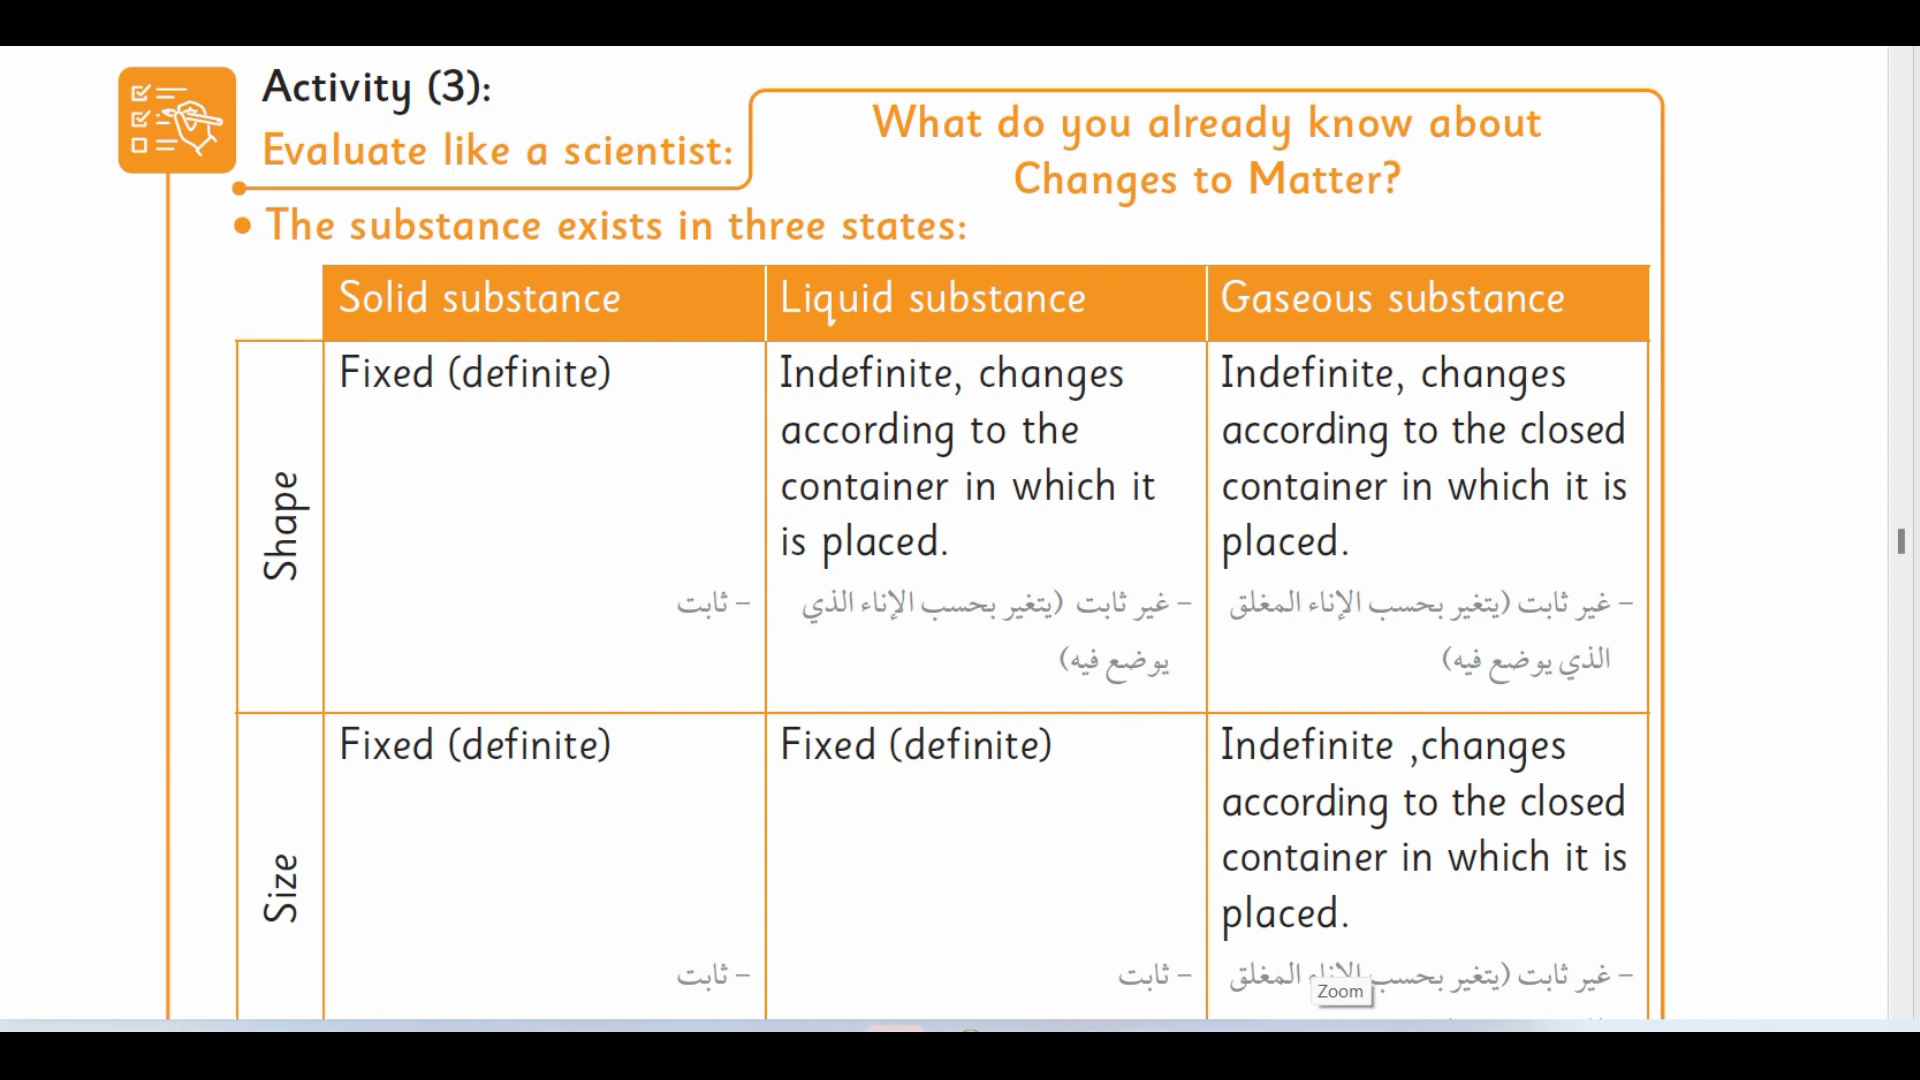 Activity (3):
Evaluate like a scientist:
What do you already know about
Changes to Matter?
• The substance exists in three states:
Solid substance
Liquid substance
Gaseous substance
Shape
Fixed (definite)
– ثابت
Indefinite, changes
according to the
container in which it
is placed.
– غير ثابت (يتغير بحسب الإناء الذي
يوضع فيه)
Indefinite, changes
according to the closed
container in which it is
placed.
– غير ثابت (يتغير بحسب الإناء المغلق
الذي يوضع فيه)
Size
Fixed (definite)
– ثابت
Fixed (definite)
– ثابت
Indefinite ,changes
according to the closed
container in which it is
placed.
– غير ثابت (يتغير بحسب الإناء المغلق
Zoom